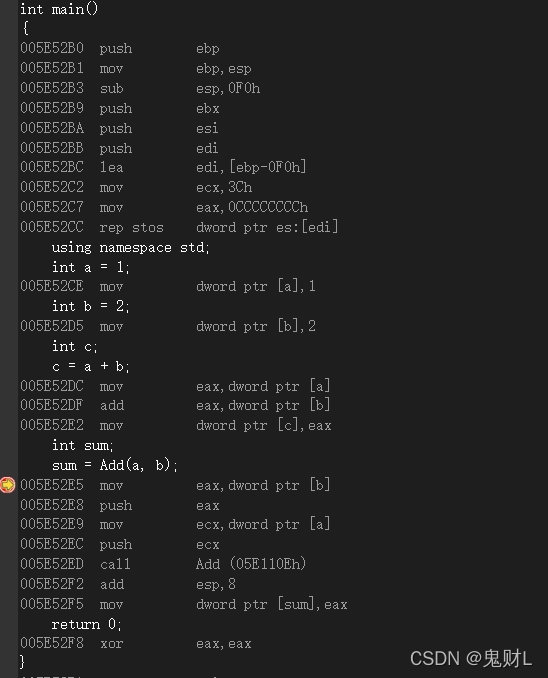 int main()
{
005E52B0 push ebp
005E52B1 mov ebp,esp
005E52B3 sub esp,0F0h
005E52B9 push ebx
005E52BA push esi
005E52BB push edi
005E52BC lea edi,[ebp-0F0h]
005E52C2 mov ecx,3Ch
005E52C7 mov eax,0CCCCCCCCh
005E52CC rep stos dword ptr es:[edi]
using namespace std;
int a = 1;
005E52CE mov dword ptr [a],1
int b = 2;
005E52D5 mov dword ptr [b],2
int c;
c = a + b;
005E52DC mov eax,dword ptr [a]
005E52DF add eax,dword ptr [b]
005E52E2 mov dword ptr [c],eax
int sum;
sum = Add(a, b);
005E52E5 mov eax,dword ptr [b]
005E52E8 push eax
005E52E9 mov ecx,dword ptr [a]
005E52EC push ecx
005E52ED call Add (05E110Eh)
005E52F2 add esp,8
005E52F5 mov dword ptr [sum],eax
return 0;
005E52F8 xor eax,eax
}
CSDN @鬼财L